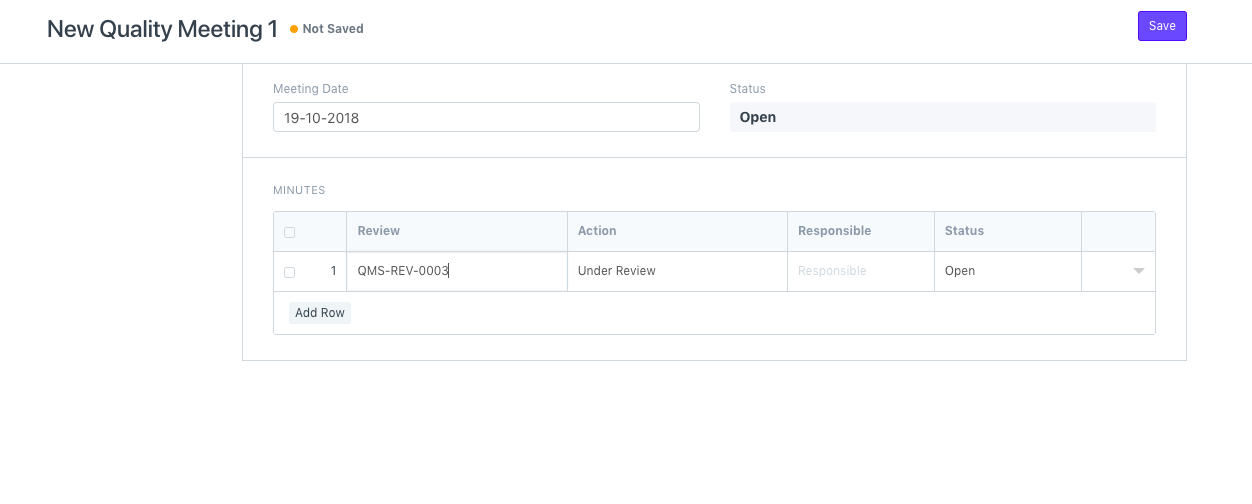 New Quality Meeting 1 Not Saved Save
Meeting Date Status
19-10-2018 Open
MINUTES
Review Action Responsible Status
1 QMS-REV-0003 Under Review Responsible Open
Add Row